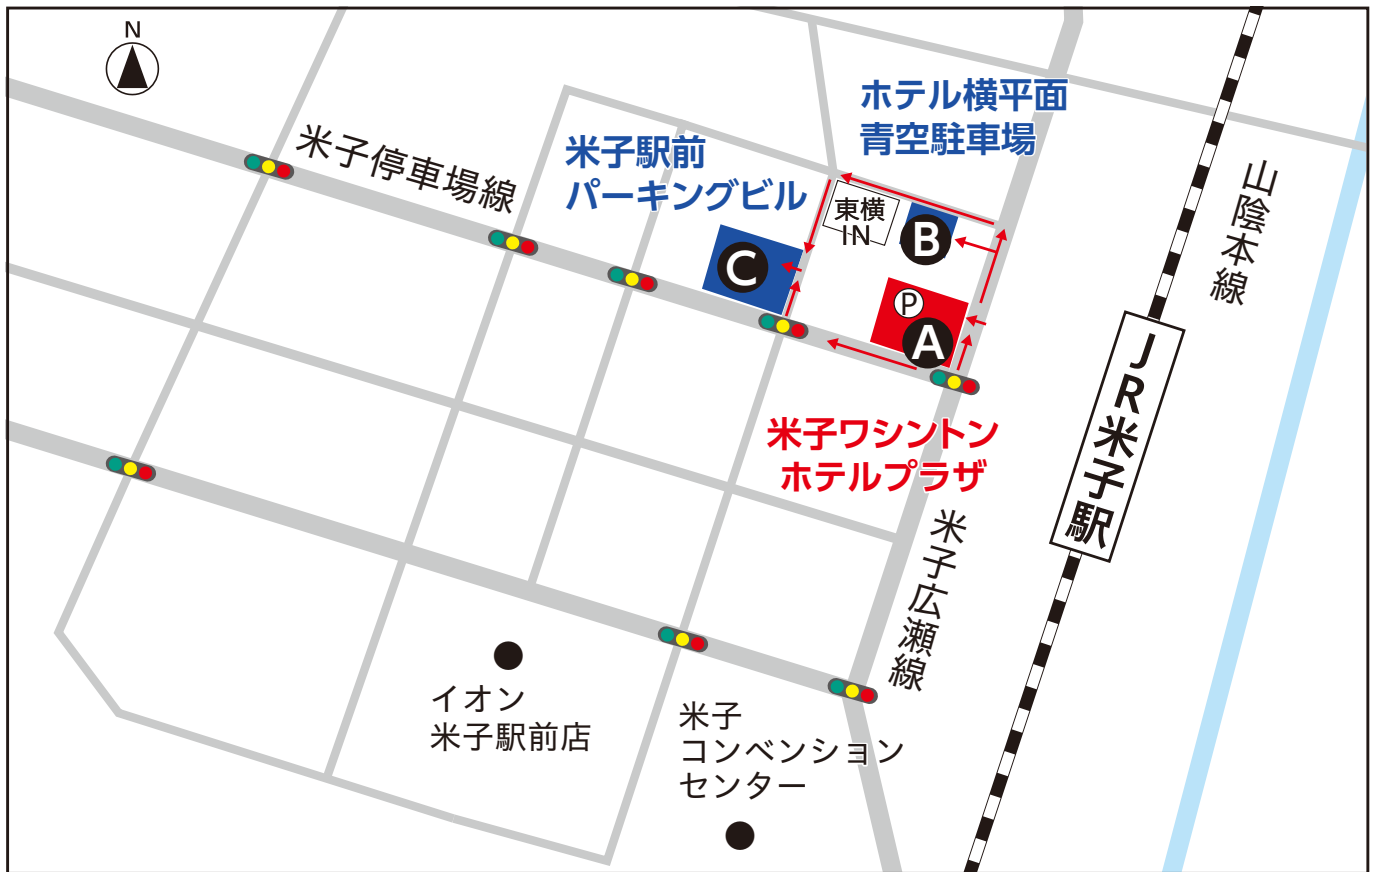 N
米子停車場線
米子駅前
パーキングビル
ホテル横平面
青空駐車場
東横
IN
B
C
P
A
山陰本線
JR米子駅
米子ワシントン
ホテルプラザ
米子広瀬線
イオン
米子駅前店
米子
コンベンション
センター